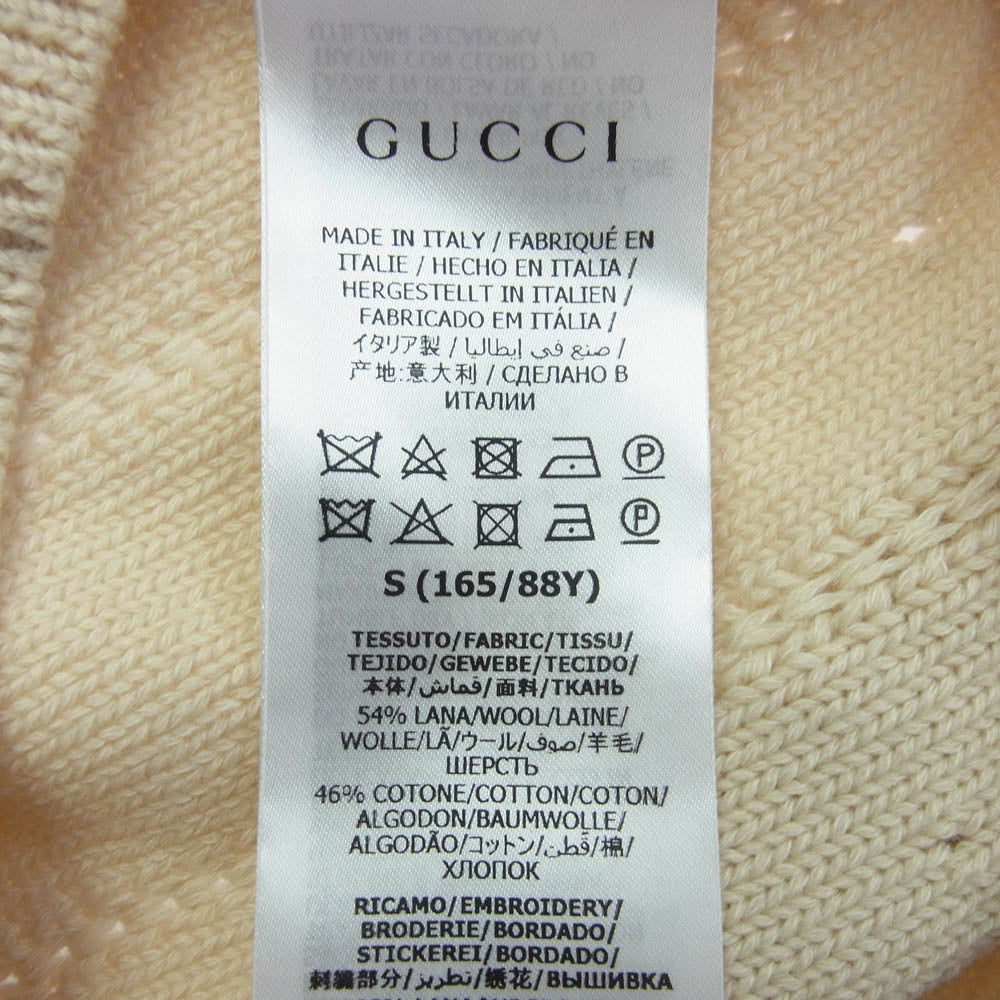 GUCCI
MADE IN ITALY / FABRIQUÉ EN
ITALIE / HECHO EN ITALIA /
HERGESTELLT IN ITALIEN /
FABRICADO EM ITÁLIA /
イタリア製 / صنع في إيطاليا /
产地:意大利 / СДЕЛАНО В
ИТАЛИИ
P
P
S (165/88Y)
TESSUTO/FABRIC/TISSU/
TEJIDO/GEWEBE/TECIDO/
本体/قماش/面料/ТКАНЬ
54% LANA/WOOL/LAINE/
WOLLE/LÃ/ウール/صوف/羊毛/
ШЕРСТЬ
46% COTONE/COTTON/COTON/
ALGODON/BAUMWOLLE/
ALGODÃO/コットン/قطن/棉/
ХЛОПОК
RICAMO/EMBROIDERY/
BRODERIE/BORDADO/
STICKEREI/BORDADO/
刺繍部分/تطريز/绣花/ВЫШИВКА